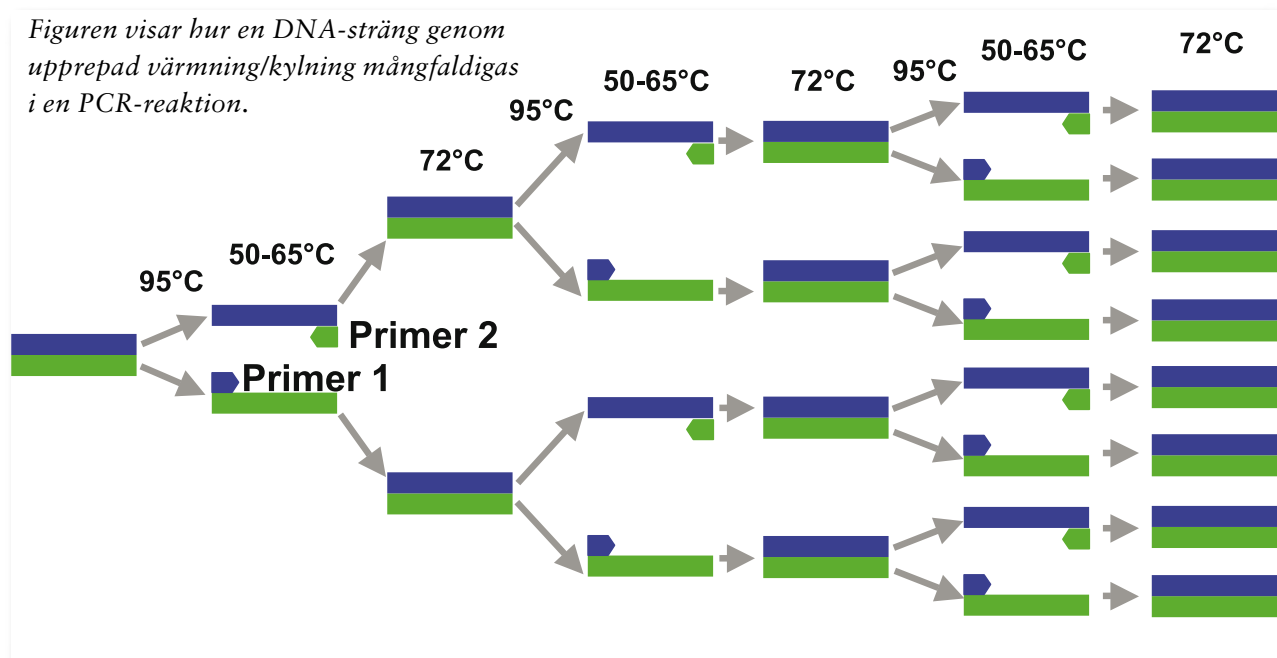 Figuren visar hur en DNA-sträng genom
upprepad värmning/kylning mångfaldigas
i en PCR-reaktion.
95°C
50-65°C
72°C
95°C
50-65°C
72°C
95°C
50-65°C
72°C
Primer 2
Primer 1